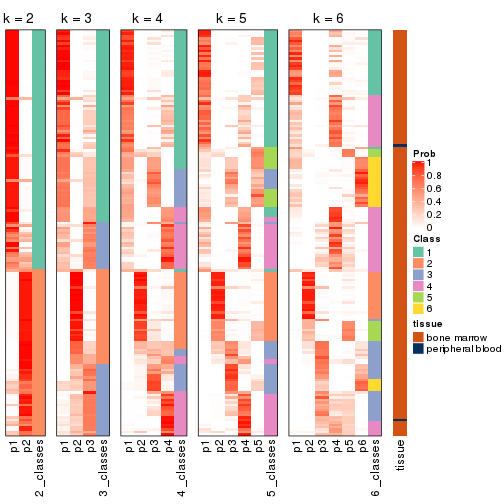 k = 2
k = 3
k = 4
k = 5
k = 6
Prob
1
0.8
0.6
0.4
0.2
0
Class
1
2
3
4
5
6
tissue
bone marrow
peripheral blood
p1
p2
2_classes
p1
p2
p3
3_classes
p1
p2
p3
p4
4_classes
p1
p2
p3
p4
p5
5_classes
p1
p2
p3
p4
p5
p6
6_classes
tissue